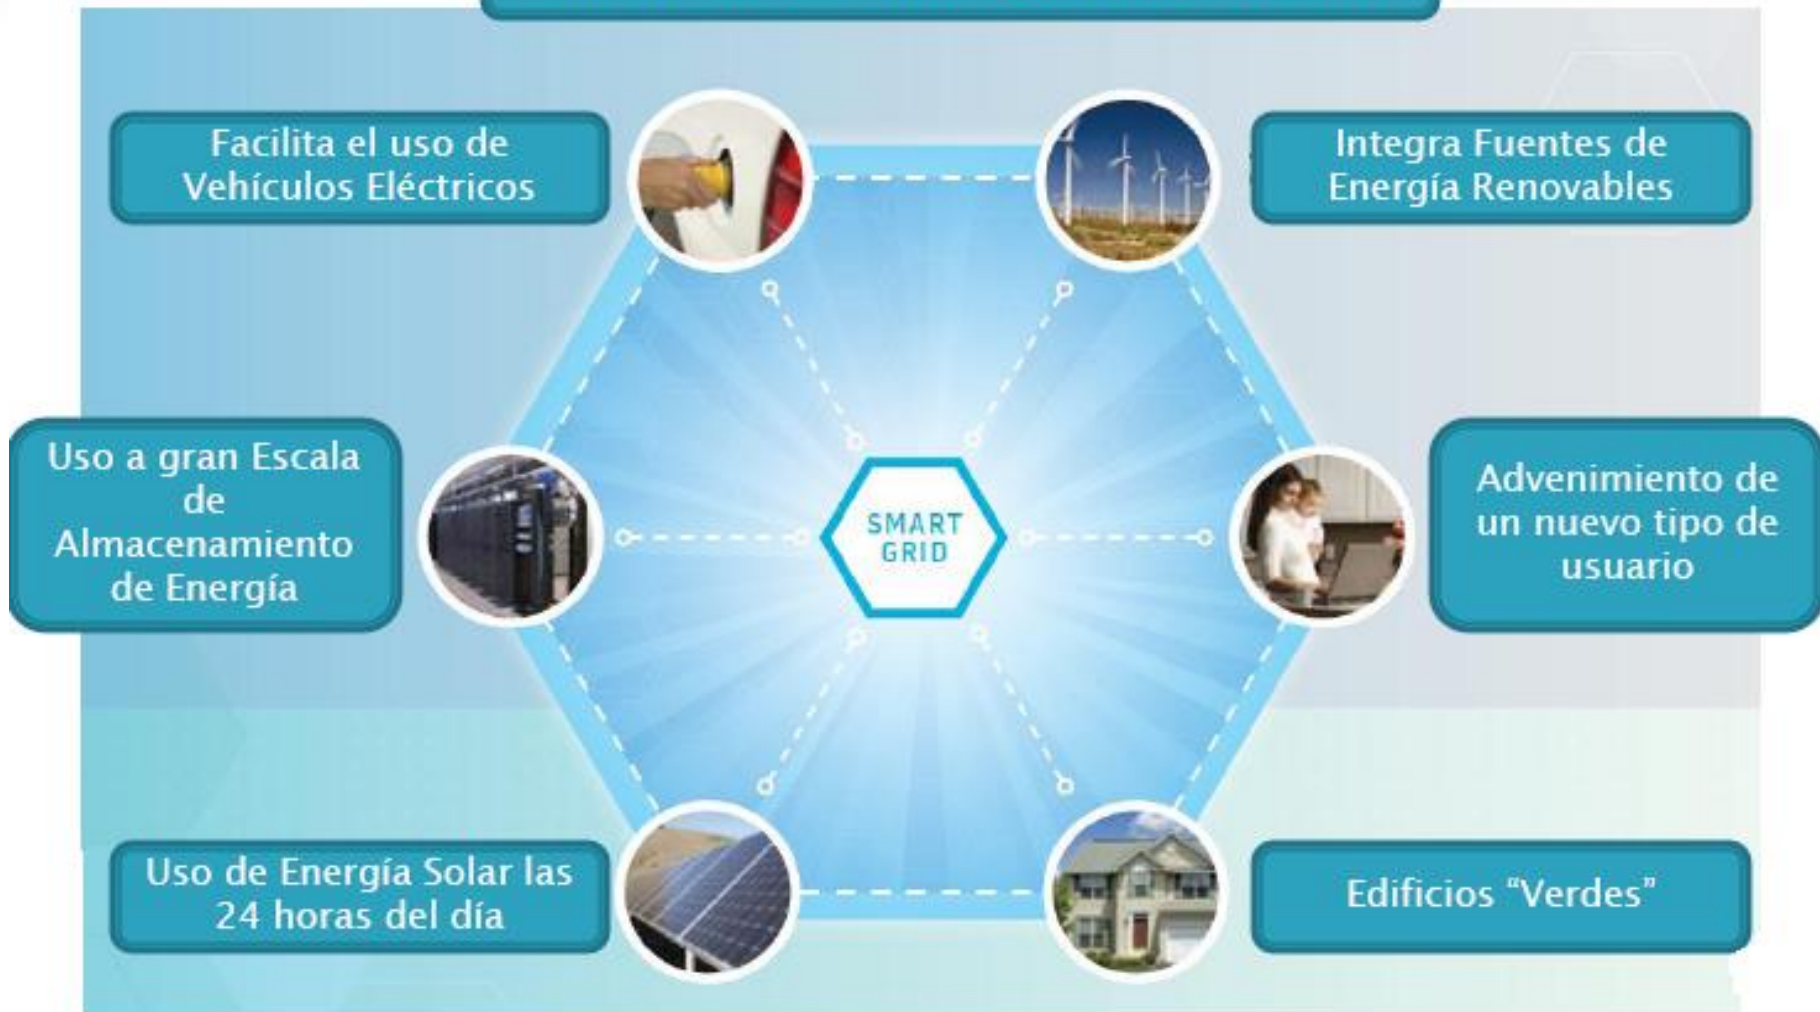 Facilita el uso de
Vehículos Eléctricos
Integra Fuentes de
Energía Renovables
Uso a gran Escala
de
Almacenamiento
de Energía
SMART
GRID
Advenimiento de
un nuevo tipo de
usuario
Uso de Energía Solar las
24 horas del día
Edificios “Verdes”